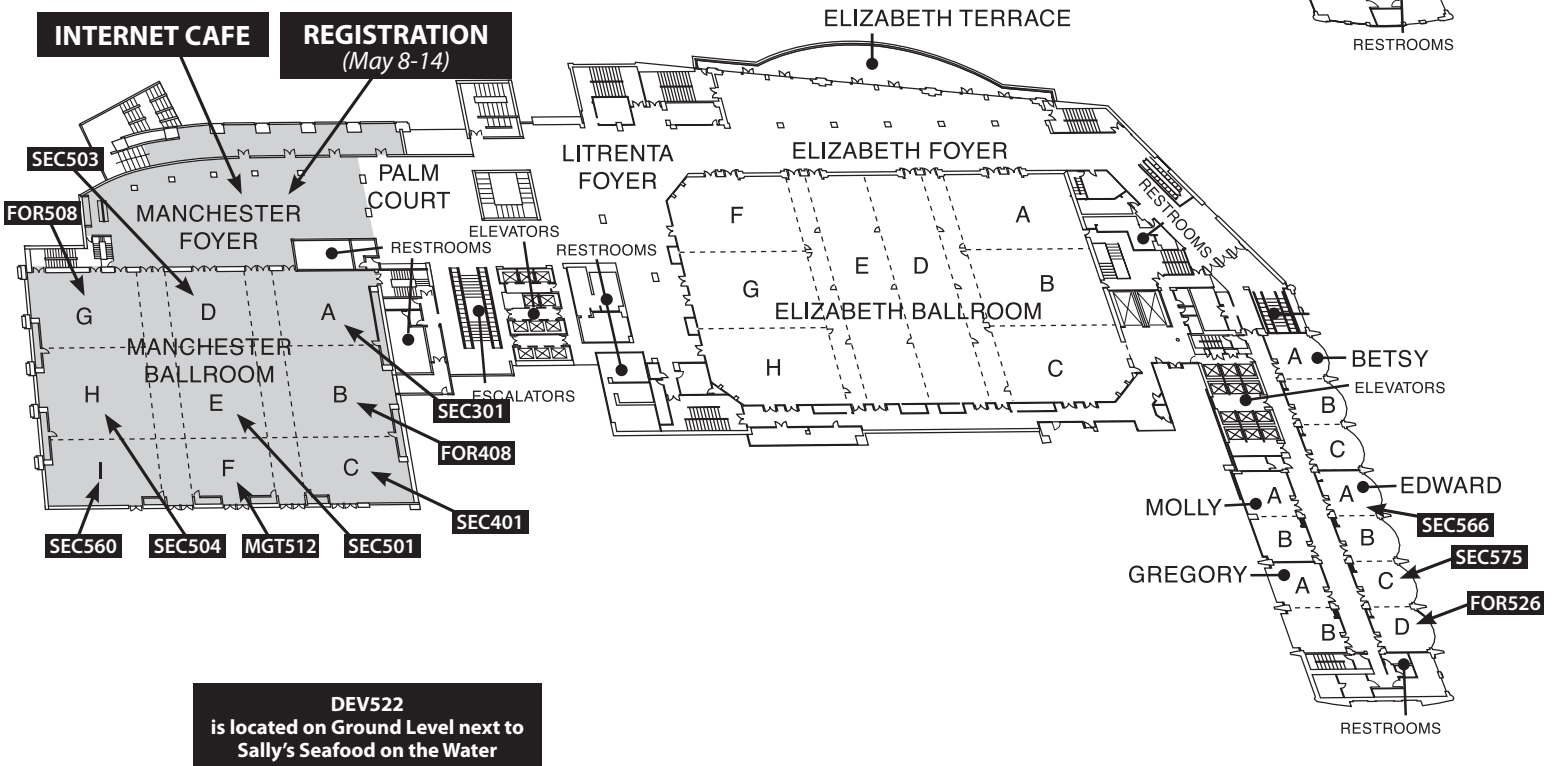 ELIZABETH TERRACE
RESTROOMS
INTERNET CAFE
REGISTRATION
(May 8-14)
SEC503
FOR508
MANCHESTER
FOYER
PALM
COURT
LITRENTA
FOYER
ELIZABETH FOYER
RESTROOMS
RESTROOMS
ELEVATORS
RESTROOMS
G
D
A
MANCHESTER
BALLROOM
H
E
B
I
F
C
ESCALATORS
SEC301
FOR408
SEC401
SEC560
SEC504
MGT512
SEC501
F
A
E
D
G
B
ELIZABETH BALLROOM
H
C
A
BETSY
ELEVATORS
B
C
A
EDWARD
MOLLY
A
SEC566
B
B
SEC575
GREGORY
A
C
FOR526
B
D
RESTROOMS
DEV522
is located on Ground Level next to
Sally's Seafood on the Water